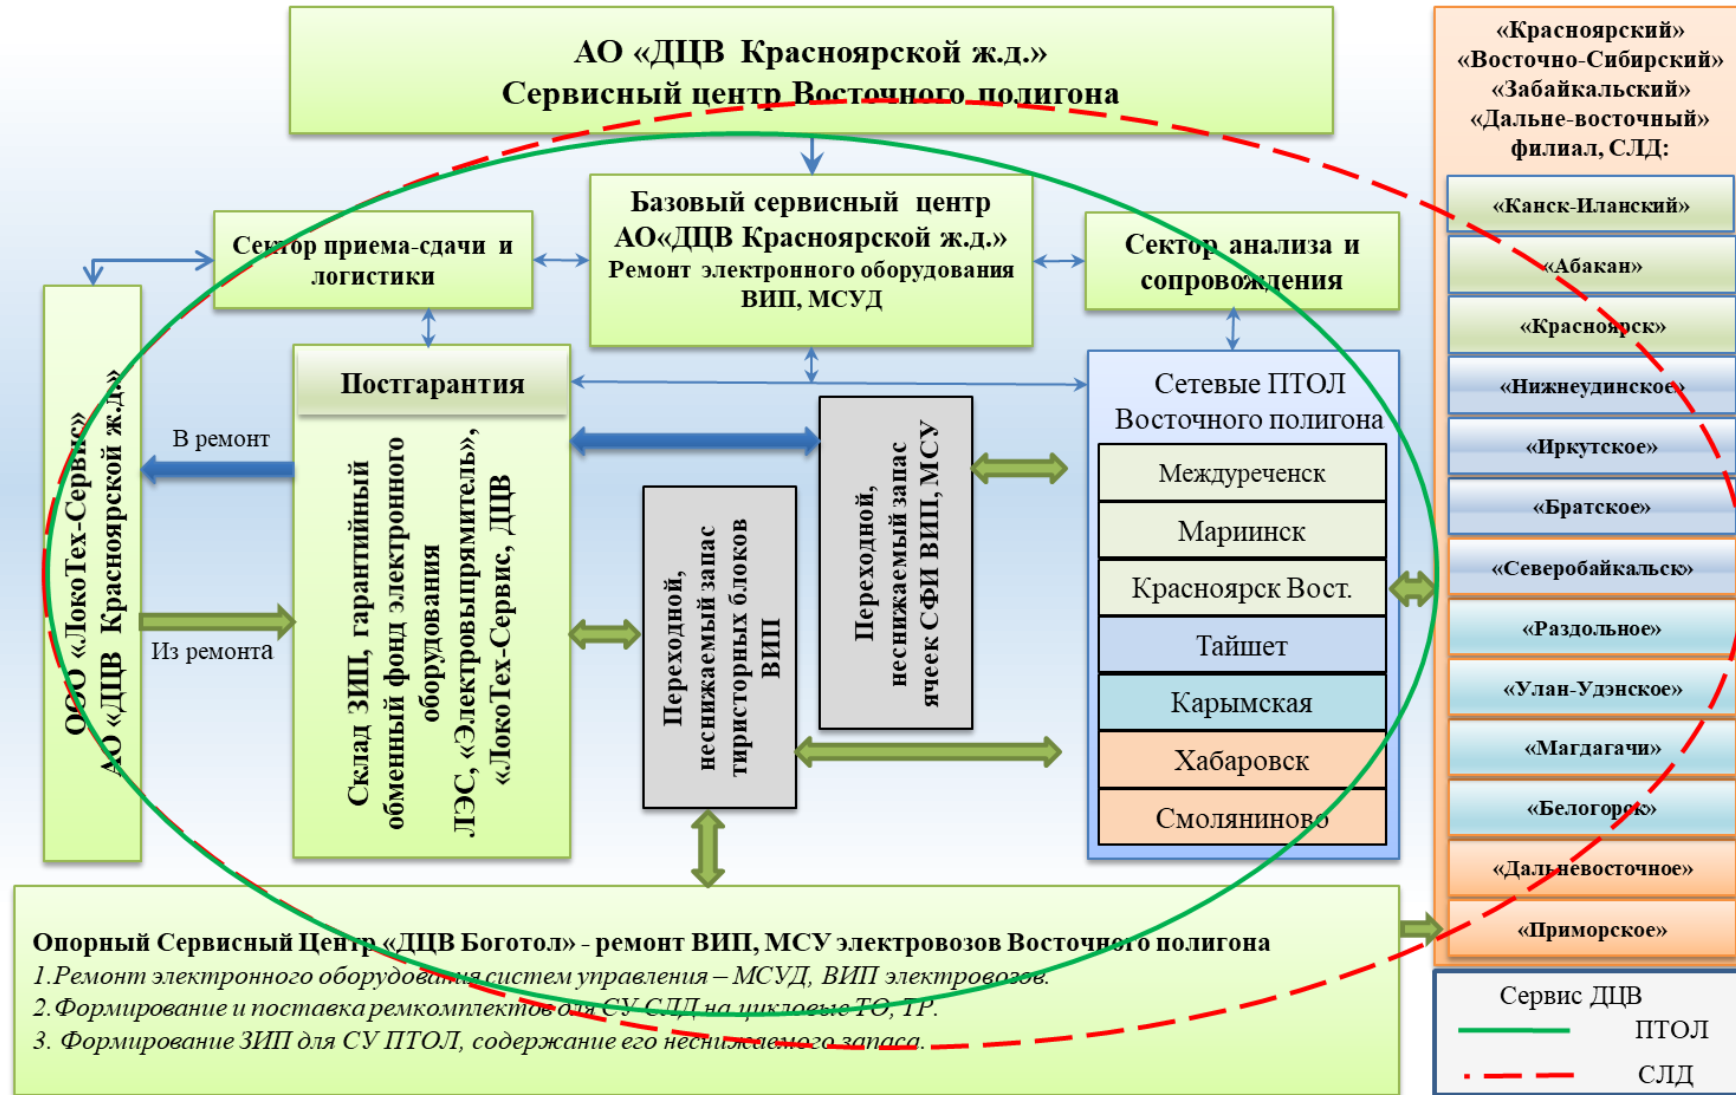 АО «ДЦВ Красноярской ж.д.»
Сервисный центр Восточного полигона
Базовый сервисный центр
АО«ДЦВ Красноярской ж.д.»
Ремонт электронного оборудования
ВИП, МСУД
Сектор приема-сдачи и
логистики
Сектор анализа и
сопровождения
ООО «ЛокоТех-Сервис»
АО «ДЦВ Красноярской ж.д.»
В ремонт
Из ремонта
Постгарантия
Склад ЗИП, гарантийный
обменный фонд электронного
оборудования
ЛЭС, «Электровыпрямитель»,
«ЛокоТех-Сервис, ДЦВ
Переходной,
неснижаемый запас
тиристорных блоков
ВИП
Переходной,
неснижаемый запас
ячеек СФИ ВИП, МСУ
Сетевые ПТОЛ
Восточного полигона
Междуреченск
Мариинск
Красноярск Вост.
Тайшет
Карымская
Хабаровск
Смоляниново
«Красноярский»
«Восточно-Сибирский»
«Забайкальский»
«Дальне-восточный»
филиал, СЛД:
«Канск-Иланский»
«Абакан»
«Красноярск»
«Нижнеудинское»
«Иркутское»
«Братское»
«Северобайкальск»
«Раздольное»
«Улан-Удэнское»
«Магдагачи»
«Белогорск»
«Дальневосточное»
«Приморское»
Опорный Сервисный Центр «ДЦВ Боготол» - ремонт ВИП, МСУ электровозов Восточного полигона
1.Ремонт электронного оборудования систем управления – МСУД, ВИП электровозов.
2.Формирование и поставка ремкомплектов для СУ СЛД на цикловые ТО, ТР.
3. Формирование ЗИП для СУ ПТОЛ, содержание его неснижаемого запаса.
Сервис ДЦВ
ПТОЛ
СЛД